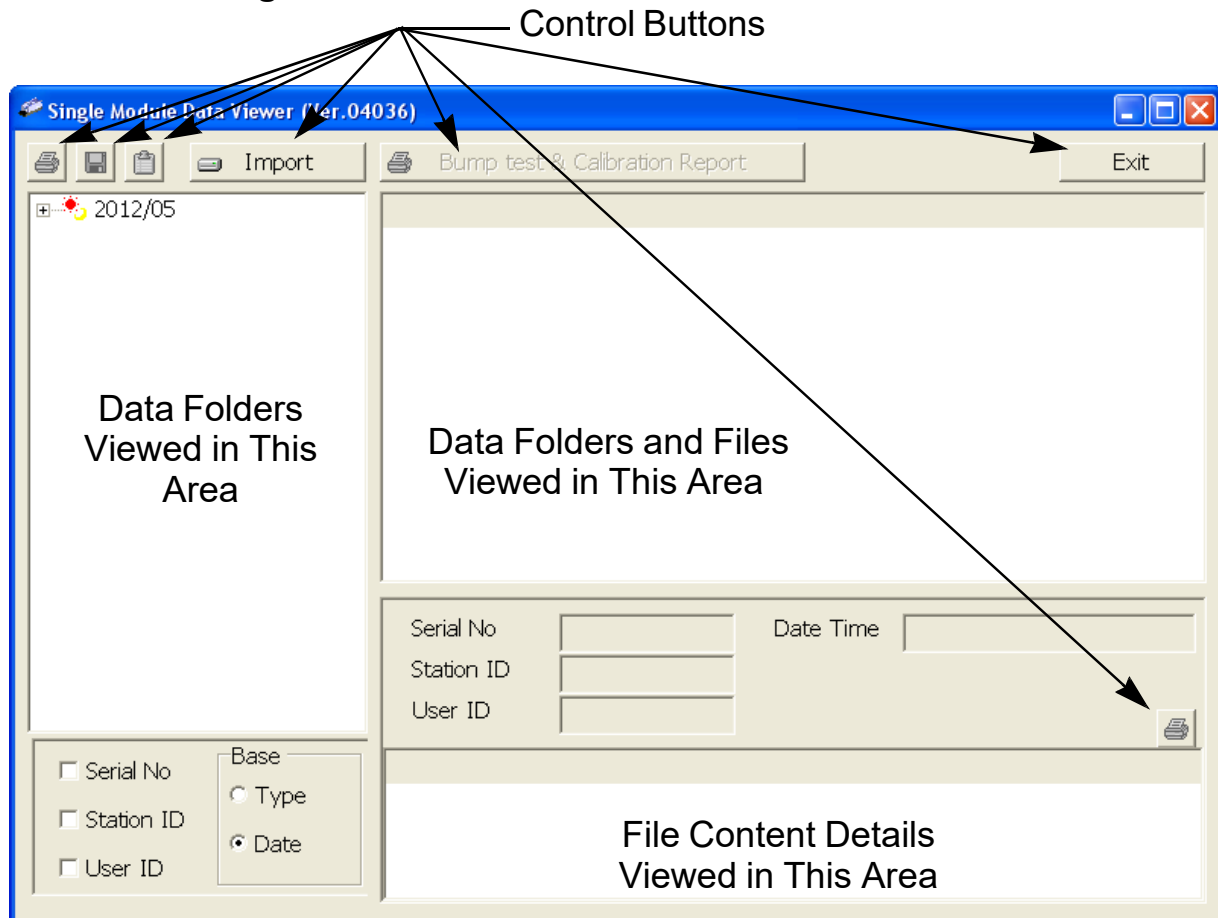 Control Buttons
Single Module Data Viewer (Ver.04036)
Import
Bump test & Calibration Report
Exit
2012/05
Data Folders
Viewed in This
Area
Data Folders and Files
Viewed in This Area
Serial No
Date Time
Station ID
User ID
Serial No
Station ID
User ID
Base
Type
Date
File Content Details
Viewed in This Area